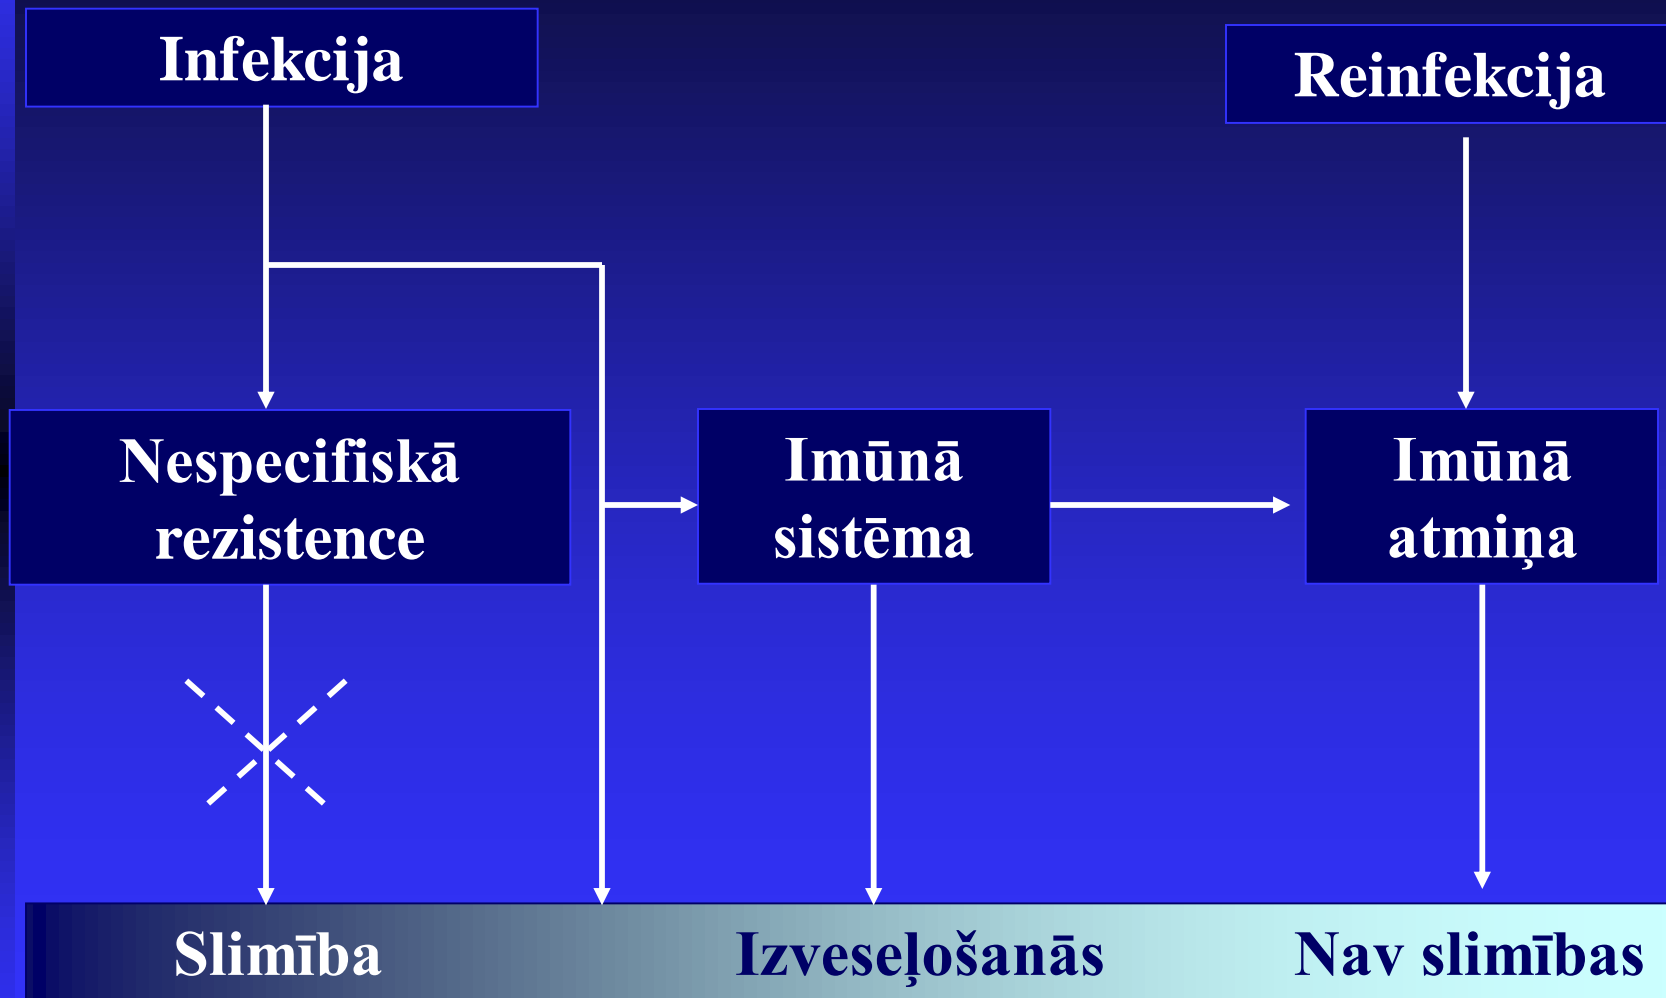 Infekcija
Reinfekcija
Nespecifiskā
rezistence
Imūnā
sistēma
Imūnā
atmiņa
Slimība
Izveseļošanās
Nav slimības